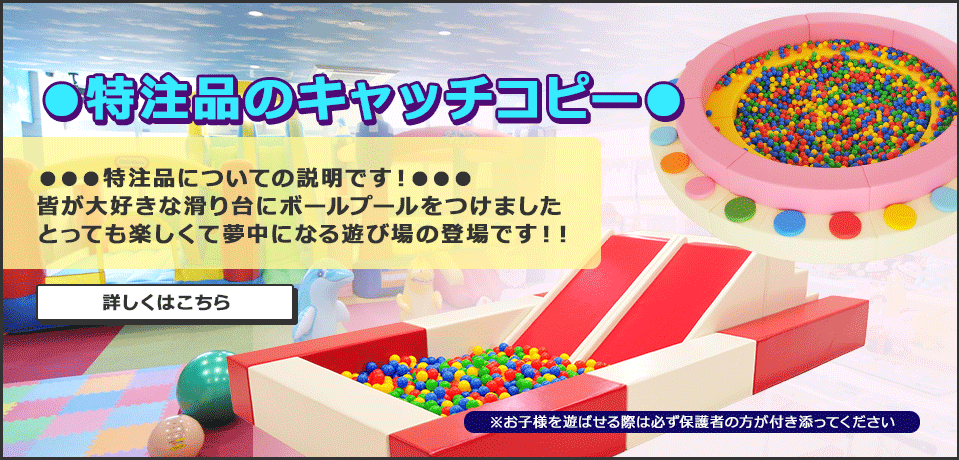 ●特注品のキャッチコピー●
●●●特注品についての説明です!●●●
皆が大好きな滑り台にボールプールをつけました
とっても楽しくて夢中になる遊び場の登場です!!
詳しくはこちら
※お子様を遊ばせる際は必ず保護者の方が付き添ってください